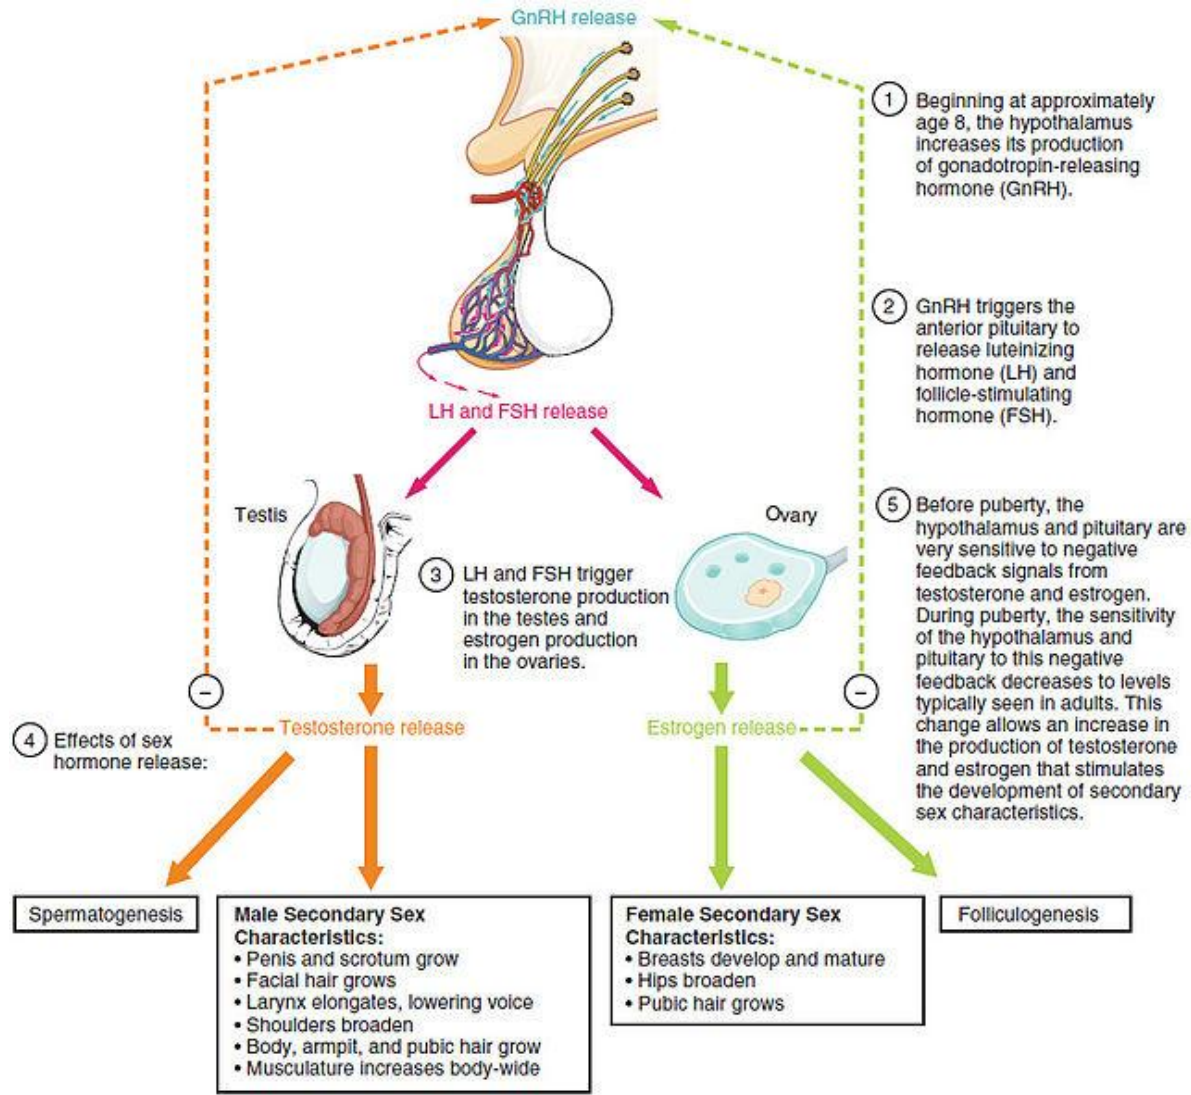 GnRH release
1
Beginning at approximately
age 8, the hypothalamus
increases its production
of gonadotropin-releasing
hormone (GnRH).
2
GnRH triggers the
anterior pituitary to
release luteinizing
hormone (LH) and
follicle-stimulating
hormone (FSH).
LH and FSH release
Testis
Ovary
3
LH and FSH trigger
testosterone production
in the testes and
estrogen production
in the ovaries.
5
Before puberty, the
hypothalamus and pituitary are
very sensitive to negative
feedback signals from
testosterone and estrogen.
During puberty, the sensitivity
of the hypothalamus and
pituitary to this negative
feedback decreases to levels
typically seen in adults. This
change allows an increase in
the production of testosterone
and estrogen that stimulates
the development of secondary
sex characteristics.
–
–
Testosterone release
Estrogen release
4
Effects of sex
hormone release:
Spermatogenesis
Male Secondary Sex
Characteristics:
• Penis and scrotum grow
• Facial hair grows
• Larynx elongates, lowering voice
• Shoulders broaden
• Body, armpit, and pubic hair grow
• Musculature increases body-wide
Female Secondary Sex
Characteristics:
• Breasts develop and mature
• Hips broaden
• Pubic hair grows
Folliculogenesis